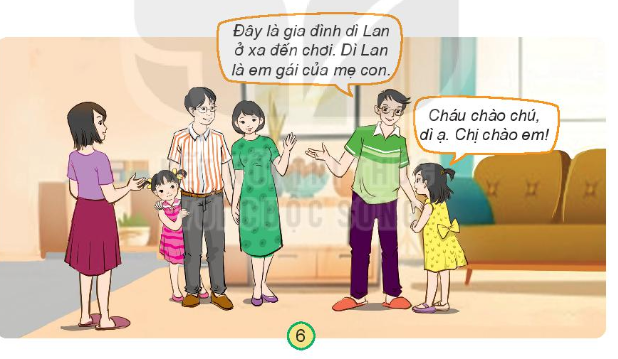 Đây là gia đình dì Lan
ở xa đến chơi. Dì Lan
là em gái của mẹ con.
Cháu chào chú,
dì ạ. Chị chào em!
6